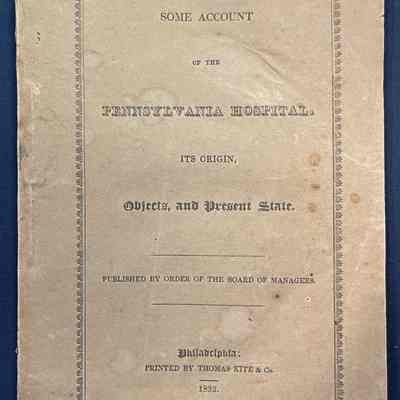 SOME ACCOUNT
OF THE
PENNSYLVANIA HOSPITAL;
ITS ORIGIN,
Objects, and Present State.
PUBLISHED BY ORDER OF THE BOARD OF MANAGERS.
Philadelphia:
PRINTED BY THOMAS KITE & Co.
1832.